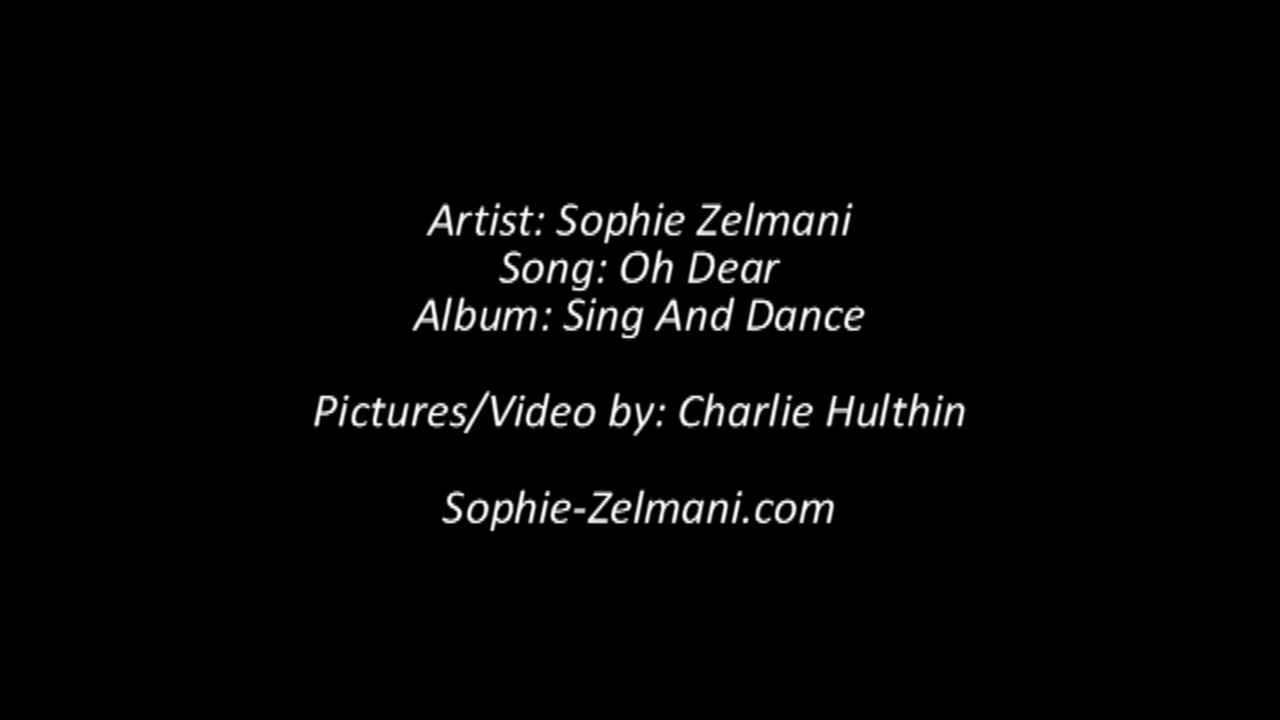 Artist: Sophie Zelmani
Song: Oh Dear
Album: Sing And Dance
Pictures/Video by: Charlie Hulthin
Sophie-Zelmani.com